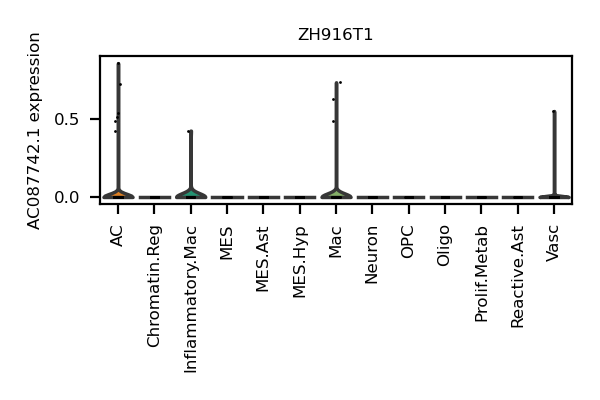 ZH916T1
AC087742.1 expression
0.5
0.0
AC
Chromatin.Reg
Inflammatory.Mac
MES
MES.Ast
MES.Hyp
Mac
Neuron
OPC
Oligo
Prolif.Metab
Reactive.Ast
Vasc